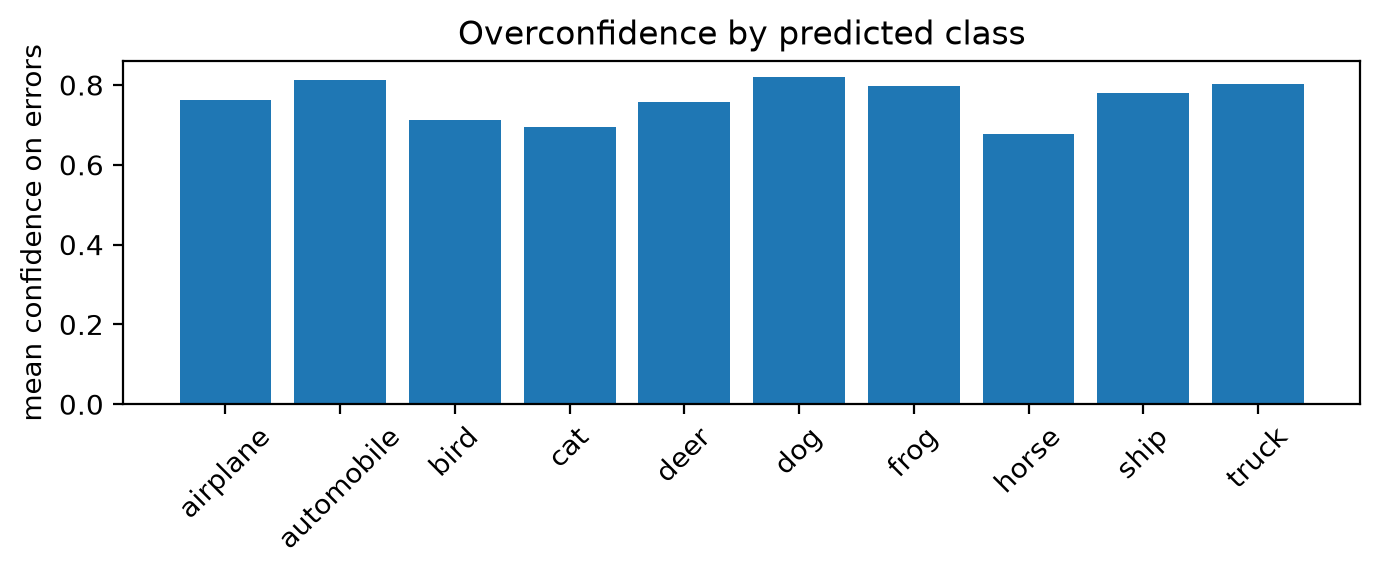 Overconfidence by predicted class
mean confidence on errors
0.8
0.6
0.4
0.2
0.0
airplane
automobile
bird
cat
deer
dog
frog
horse
ship
truck